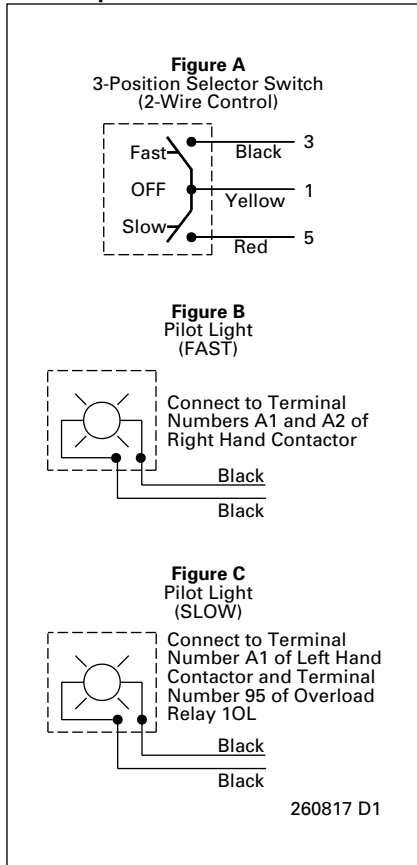 Figure A
3-Position Selector Switch
(2-Wire Control)
Fast
Black
3
OFF
Yellow
1
Slow
Red
5
Figure B
Pilot Light
(FAST)
Connect to Terminal
Numbers A1 and A2 of
Right Hand Contactor
Black
Black
Figure C
Pilot Light
(SLOW)
Connect to Terminal
Number A1 of Left Hand
Contactor and Terminal
Number 95 of Overload
Relay 1OL
Black
Black
260817 D1